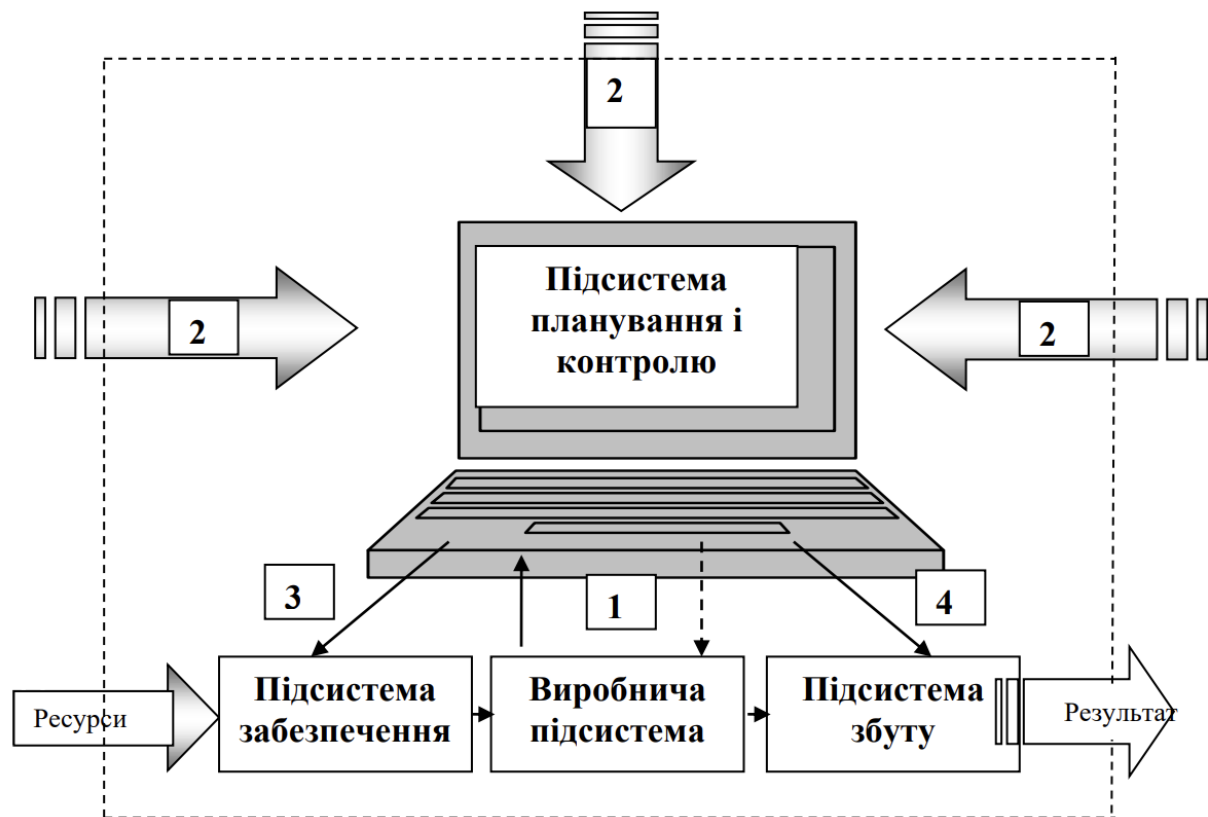 2
Підсистема
планування і
контролю
2
2
3
1
4
Ресурси
Підсистема
забезпечення
Виробнича
підсистема
Підсистема
збуту
Результат